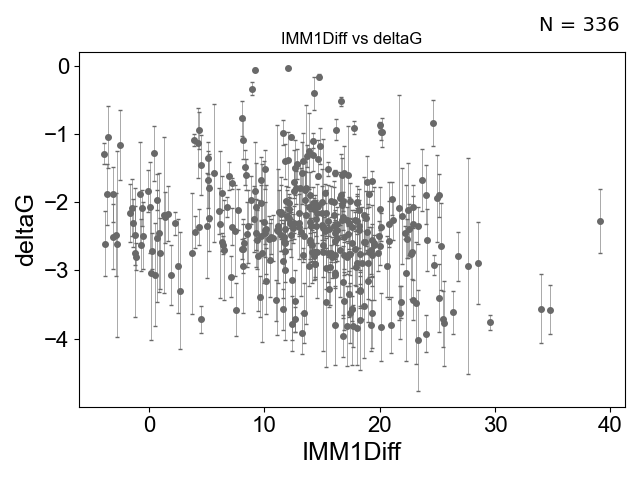 N = 336
IMM1Diff vs deltaG
deltaG
0
−1
−2
−3
−4
0 10 20 30 40
IMM1Diff